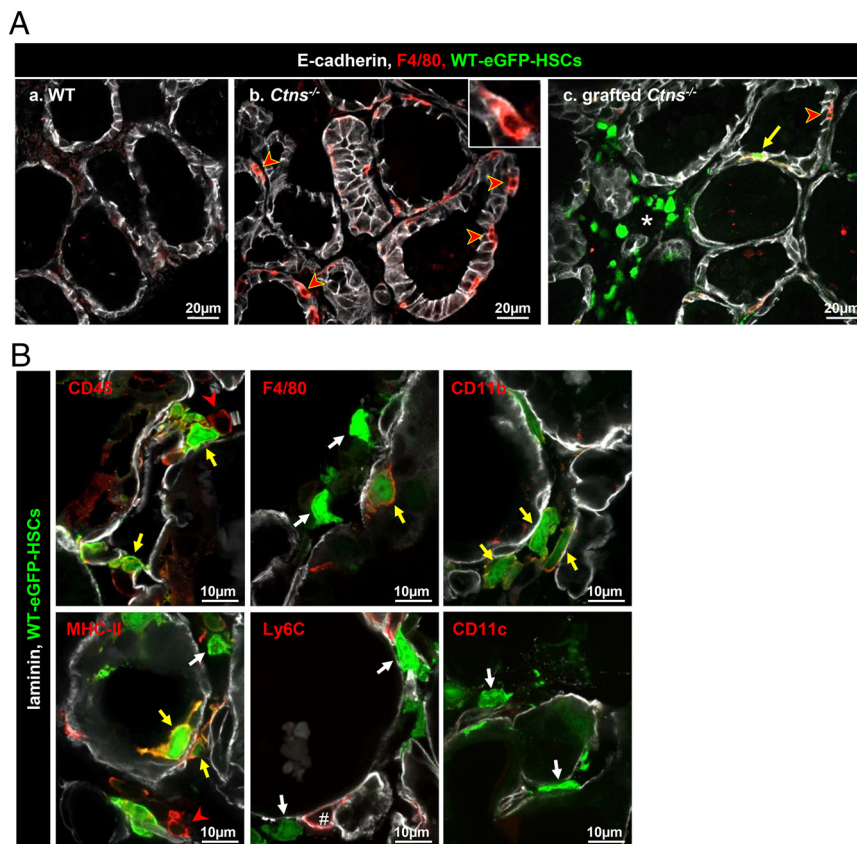 A
E-cadherin, F4/80, WT-eGFP-HSCs
a. WT
b. Ctns-/-
c. grafted Ctns-/-
*
20μm
20μm
20μm
B
laminin, WT-eGFP-HSCs
CD45
F4/80
CD11b
10μm
10μm
10μm
MHC-II
Ly6C
CD11c
#
10μm
10μm
10μm